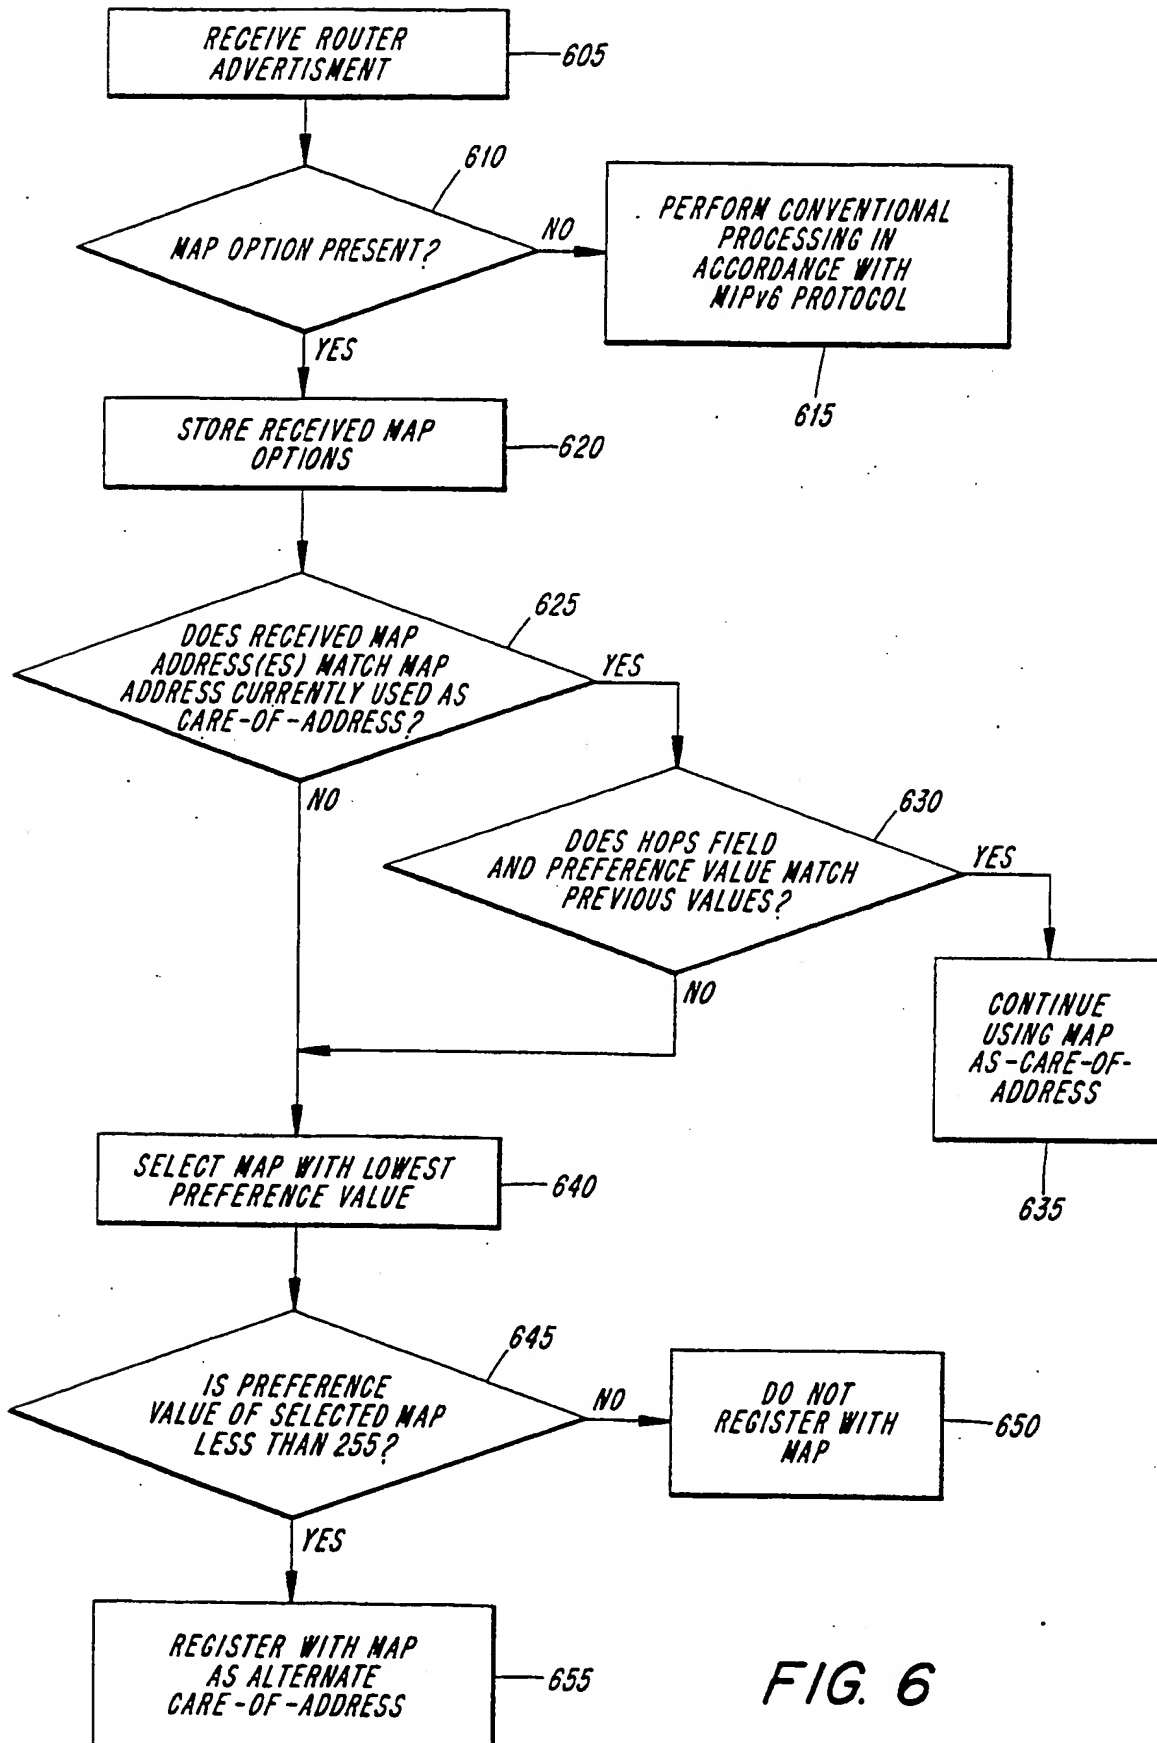 RECEIVE ROUTER
ADVERTISMENT
605
610
MAP OPTION PRESENT?
NO
PERFORM CONVENTIONAL
PROCESSING IN
ACCORDANCE WITH
MIPv6 PROTOCOL
615
YES
STORE RECEIVED MAP
OPTIONS
620
625
DOES RECEIVED MAP
ADDRESS(ES) MATCH MAP
ADDRESS CURRENTLY USED AS
CARE-OF-ADDRESS?
YES
NO
630
DOES HOPS FIELD
AND PREFERENCE VALUE MATCH
PREVIOUS VALUES?
YES
NO
CONTINUE
USING MAP
AS-CARE-OF-
ADDRESS
635
SELECT MAP WITH LOWEST
PREFERENCE VALUE
640
645
IS PREFERENCE
VALUE OF SELECTED MAP
LESS THAN 255?
NO
DO NOT
REGISTER WITH
MAP
650
YES
REGISTER WITH MAP
AS ALTERNATE
CARE-OF-ADDRESS
655
FIG. 6